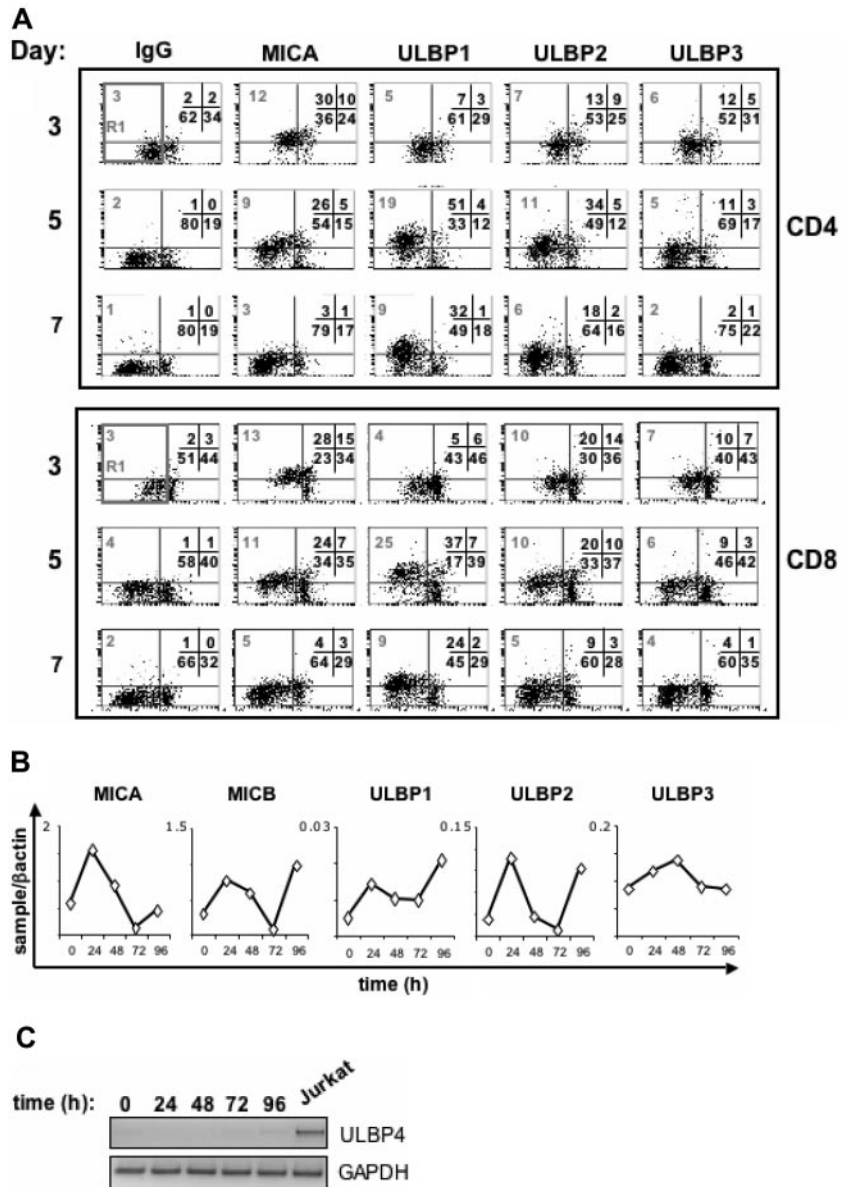 A
Day: IgG MICA ULBP1 ULBP2 ULBP3
3
3 2 2
R1 62 34
12 30 10
36 24
5 7 3
61 29
7 13 9
53 25
6 12 5
52 31
5
2 1 0
80 19
9 26 5
54 15
19 51 4
33 12
11 34 5
49 12
5 11 3
69 17
CD4
7
1 1 0
80 19
3 3 1
79 17
9 32 1
49 18
6 18 2
64 16
2 2 1
75 22
3
3 2 3
R1 51 44
13 28 15
23 34
4 5 6
43 46
10 20 14
30 36
7 10 7
40 43
5
4 1 1
58 40
11 24 7
34 35
25 37 7
17 39
10 20 10
33 37
6 9 3
46 42
CD8
7
2 1 0
66 32
5 4 3
64 29
9 24 2
45 29
5 9 3
60 28
4 4 1
60 35
B
MICA MICB ULBP1 ULBP2 ULBP3
2 1.5 0.03 0.15 0.2
sample/βactin
0 24 48 72 96 0 24 48 72 96 0 24 48 72 96 0 24 48 72 96 0 24 48 72 96
time (h)
C
time (h): 0 24 48 72 96 Jurkat
ULBP4
GAPDH